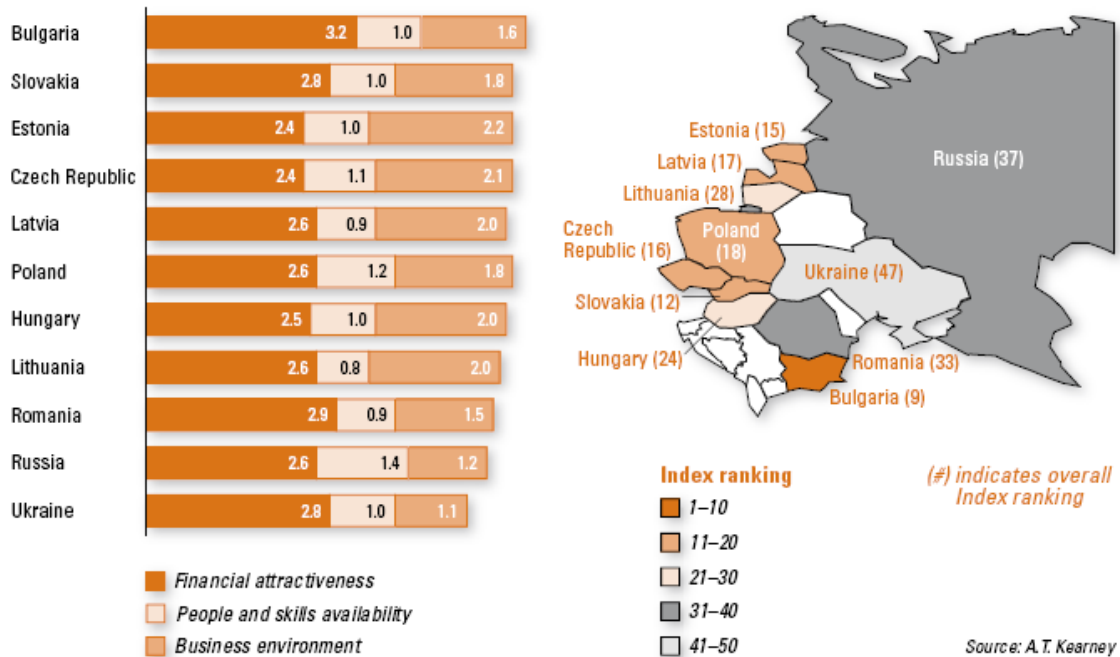 Bulgaria 3.2 1.0 1.6
Slovakia 2.8 1.0 1.8
Estonia 2.4 1.0 2.2
Czech Republic 2.4 1.1 2.1
Latvia 2.6 0.9 2.0
Poland 2.6 1.2 1.8
Hungary 2.5 1.0 2.0
Lithuania 2.6 0.8 2.0
Romania 2.9 0.9 1.5
Russia 2.6 1.4 1.2
Ukraine 2.8 1.0 1.1
Financial attractiveness
People and skills availability
Business environment
Estonia (15)
Russia (37)
Latvia (17)
Lithuania (28)
Czech
Republic (16)
Poland
(18)
Ukraine (47)
Slovakia (12)
Hungary (24)
Romania (33)
Bulgaria (9)
Index ranking
1–10
11–20
21–30
31–40
41–50
(#) indicates overall
Index ranking
Source: A.T. Kearney